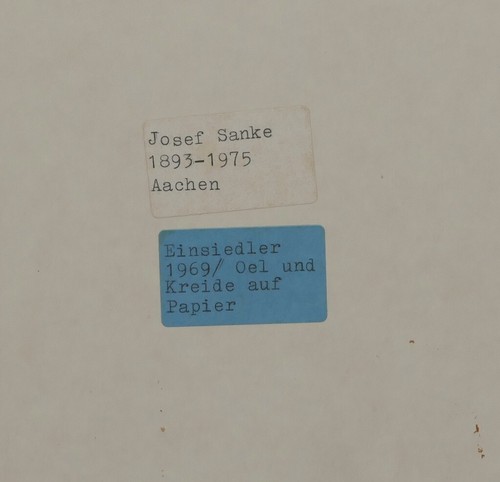 Josef Sanke
1893-1975
Aachen
Einsiedler
1969/ Oel und
Kreide auf
Papier